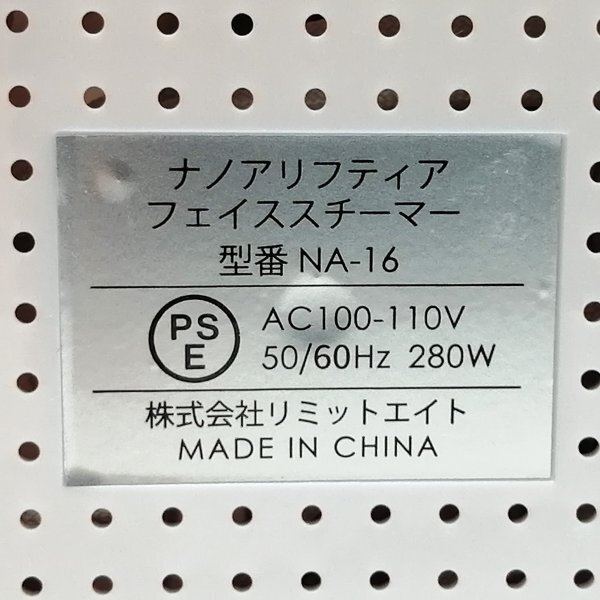 ナノアリフティア
フェイススチーマー
型番 NA-16
PS
E
AC100-110V
50/60Hz 280W
株式会社リミットエイト
MADE IN CHINA